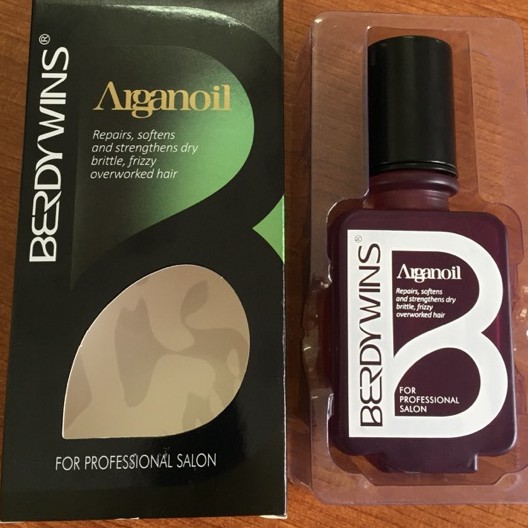 BERDYWINS®
Arganoil
Repairs, softens
and strengthens dry
brittle, frizzy
overworked hair
FOR PROFESSIONAL SALON
BERDYWINS®
Arganoil
Repairs, softens
and strengthens dry
brittle, frizzy
overworked hair
FOR
PROFESSIONAL
SALON